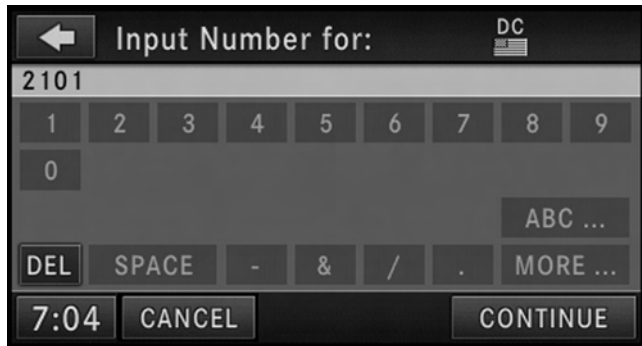 Input Number for: DC
2101
1 2 3 4 5 6 7 8 9
0
ABC ...
DEL SPACE - & / . MORE ...
7:04 CANCEL CONTINUE